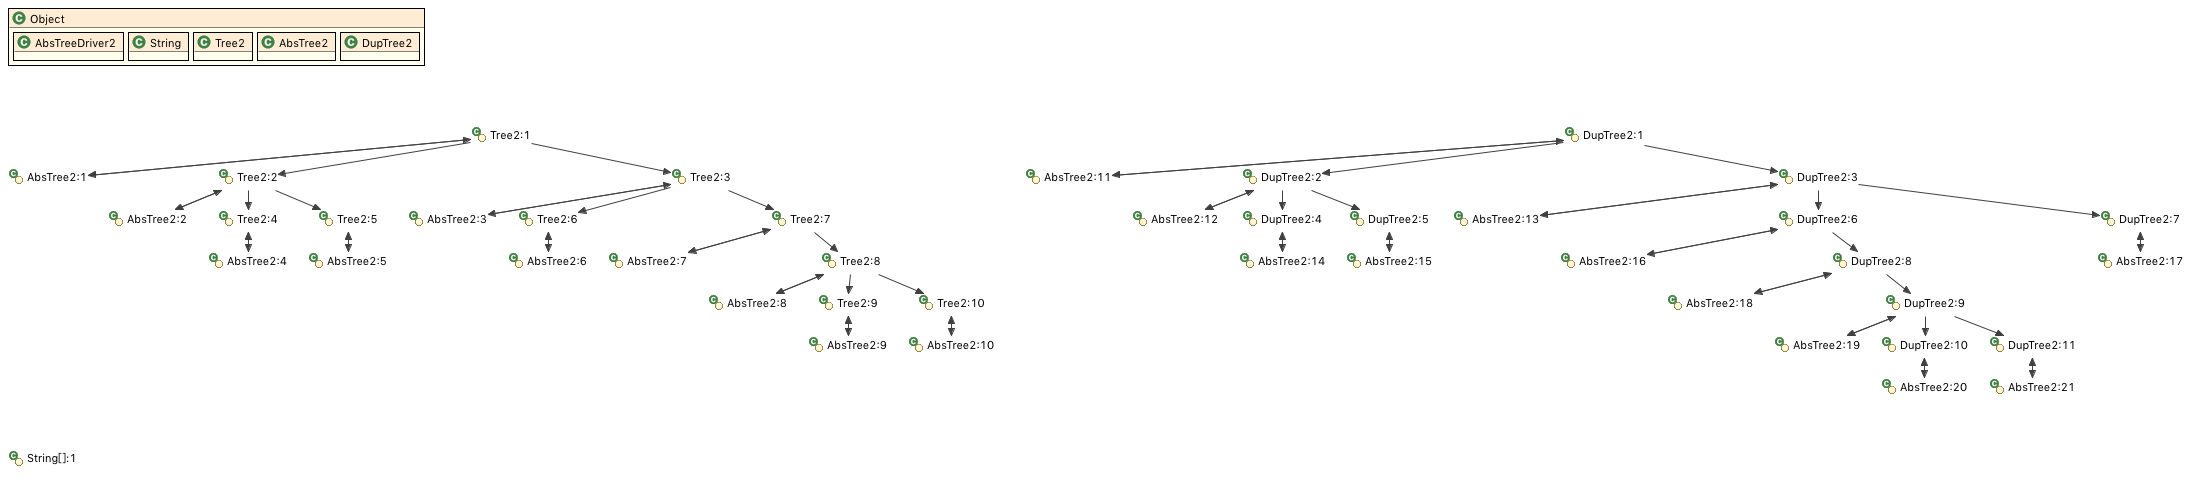 Object
AbsTreeDriver2 String Tree2 AbsTree2 DupTree2
Tree2:1 DupTree2:1
AbsTree2:1 Tree2:2 Tree2:3 AbsTree2:11 DupTree2:2 DupTree2:3
AbsTree2:2 Tree2:4 Tree2:5 AbsTree2:3 Tree2:6 Tree2:7 AbsTree2:12 DupTree2:4 DupTree2:5 AbsTree2:13 DupTree2:6 DupTree2:7
AbsTree2:4 AbsTree2:5 AbsTree2:6 AbsTree2:7 Tree2:8 AbsTree2:14 AbsTree2:15 AbsTree2:16 DupTree2:8 AbsTree2:17
AbsTree2:8 Tree2:9 Tree2:10 AbsTree2:18 DupTree2:9
AbsTree2:9 AbsTree2:10 AbsTree2:19 DupTree2:10 DupTree2:11
AbsTree2:20 AbsTree2:21
String[]:1